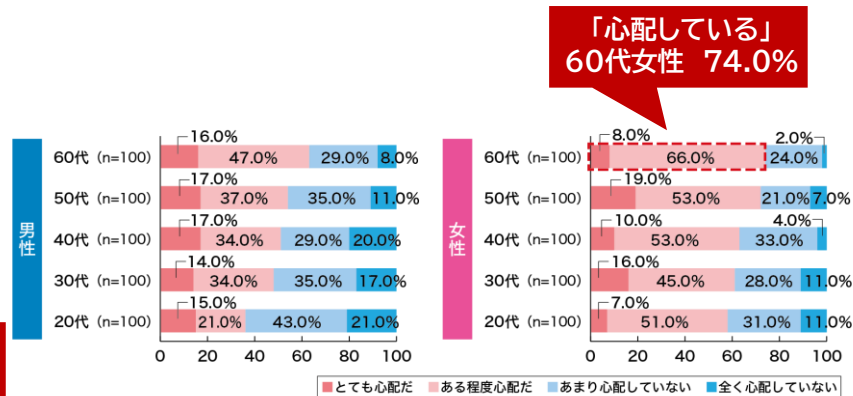 「心配している」
60代女性 74.0%
男性
16.0%
60代 (n=100) 47.0% 29.0% 8.0%
17.0%
50代 (n=100) 37.0% 35.0% 11.0%
17.0%
40代 (n=100) 34.0% 29.0% 20.0%
14.0%
30代 (n=100) 34.0% 35.0% 17.0%
15.0%
20代 (n=100) 21.0% 43.0% 21.0%
0 20 40 60 80 100
女性
8.0% 2.0%
60代 (n=100) 66.0% 24.0%
19.0%
50代 (n=100) 53.0% 21.0% 7.0%
10.0% 4.0%
40代 (n=100) 53.0% 33.0%
16.0%
30代 (n=100) 45.0% 28.0% 11.0%
7.0%
20代 (n=100) 51.0% 31.0% 11.0%
0 20 40 60 80 100
とても心配だ ある程度心配だ あまり心配していない 全く心配していない